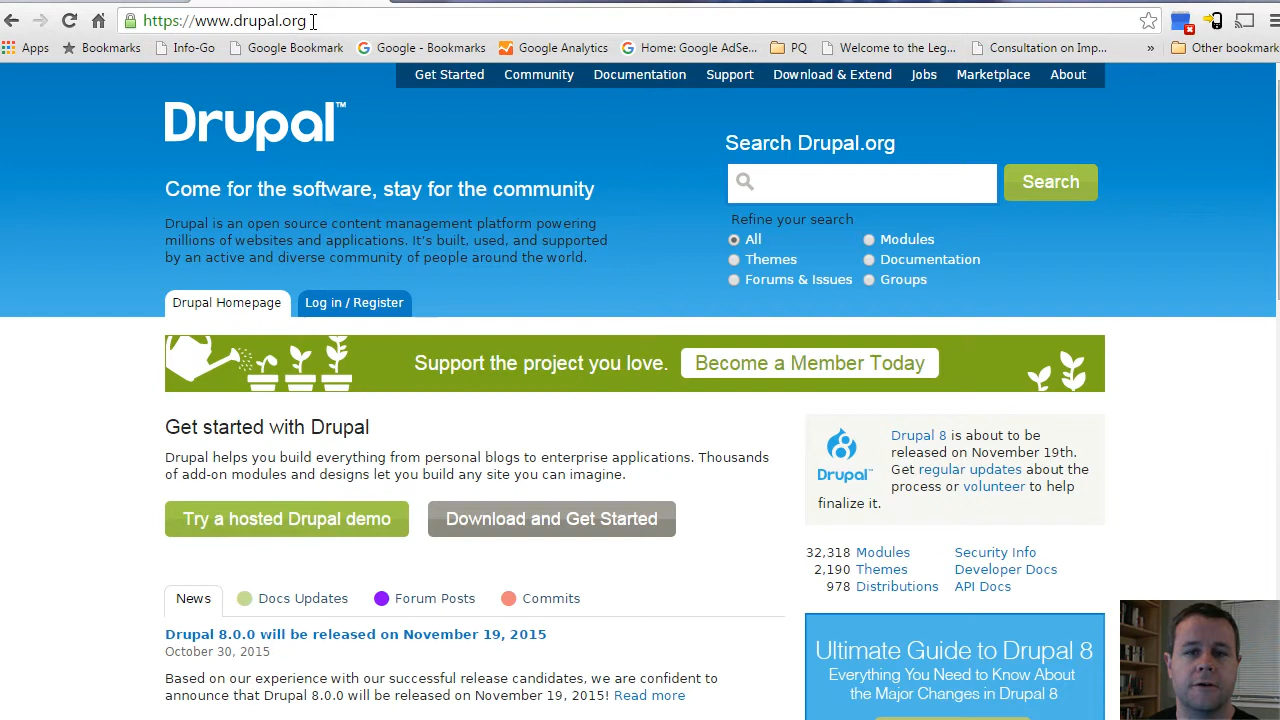 https://www.drupal.org
Apps
Bookmarks
Info-Go
Google Bookmark
Google - Bookmarks
Google Analytics
Home: Google AdSe...
PQ
Welcome to the Leg...
Consultation on Imp...
»
Other bookmark
Get Started
Community
Documentation
Support
Download & Extend
Jobs
Marketplace
About
Drupal™
Search Drupal.org
Search
Come for the software, stay for the community
Refine your search
Drupal is an open source content management platform powering
millions of websites and applications. It's built, used, and supported
by an active and diverse community of people around the world.
All
Modules
Themes
Documentation
Forums & Issues
Groups
Drupal Homepage
Log in / Register
Support the project you love.
Become a Member Today
Get started with Drupal
Drupal helps you build everything from personal blogs to enterprise applications. Thousands
of add-on modules and designs let you build any site you can imagine.
Try a hosted Drupal demo
Download and Get Started
Drupal™
Drupal 8 is about to be
released on November 19th.
Get regular updates about the
process or volunteer to help
finalize it.
32,318 Modules
Security Info
2,190 Themes
Developer Docs
978 Distributions
API Docs
News
Docs Updates
Forum Posts
Commits
Drupal 8.0.0 will be released on November 19, 2015
October 30, 2015
Based on our experience with our successful release candidates, we are confident to
announce that Drupal 8.0.0 will be released on November 19, 2015! Read more
Ultimate Guide to Drupal 8
Everything You Need to Know About
the Major Changes in Drupal 8